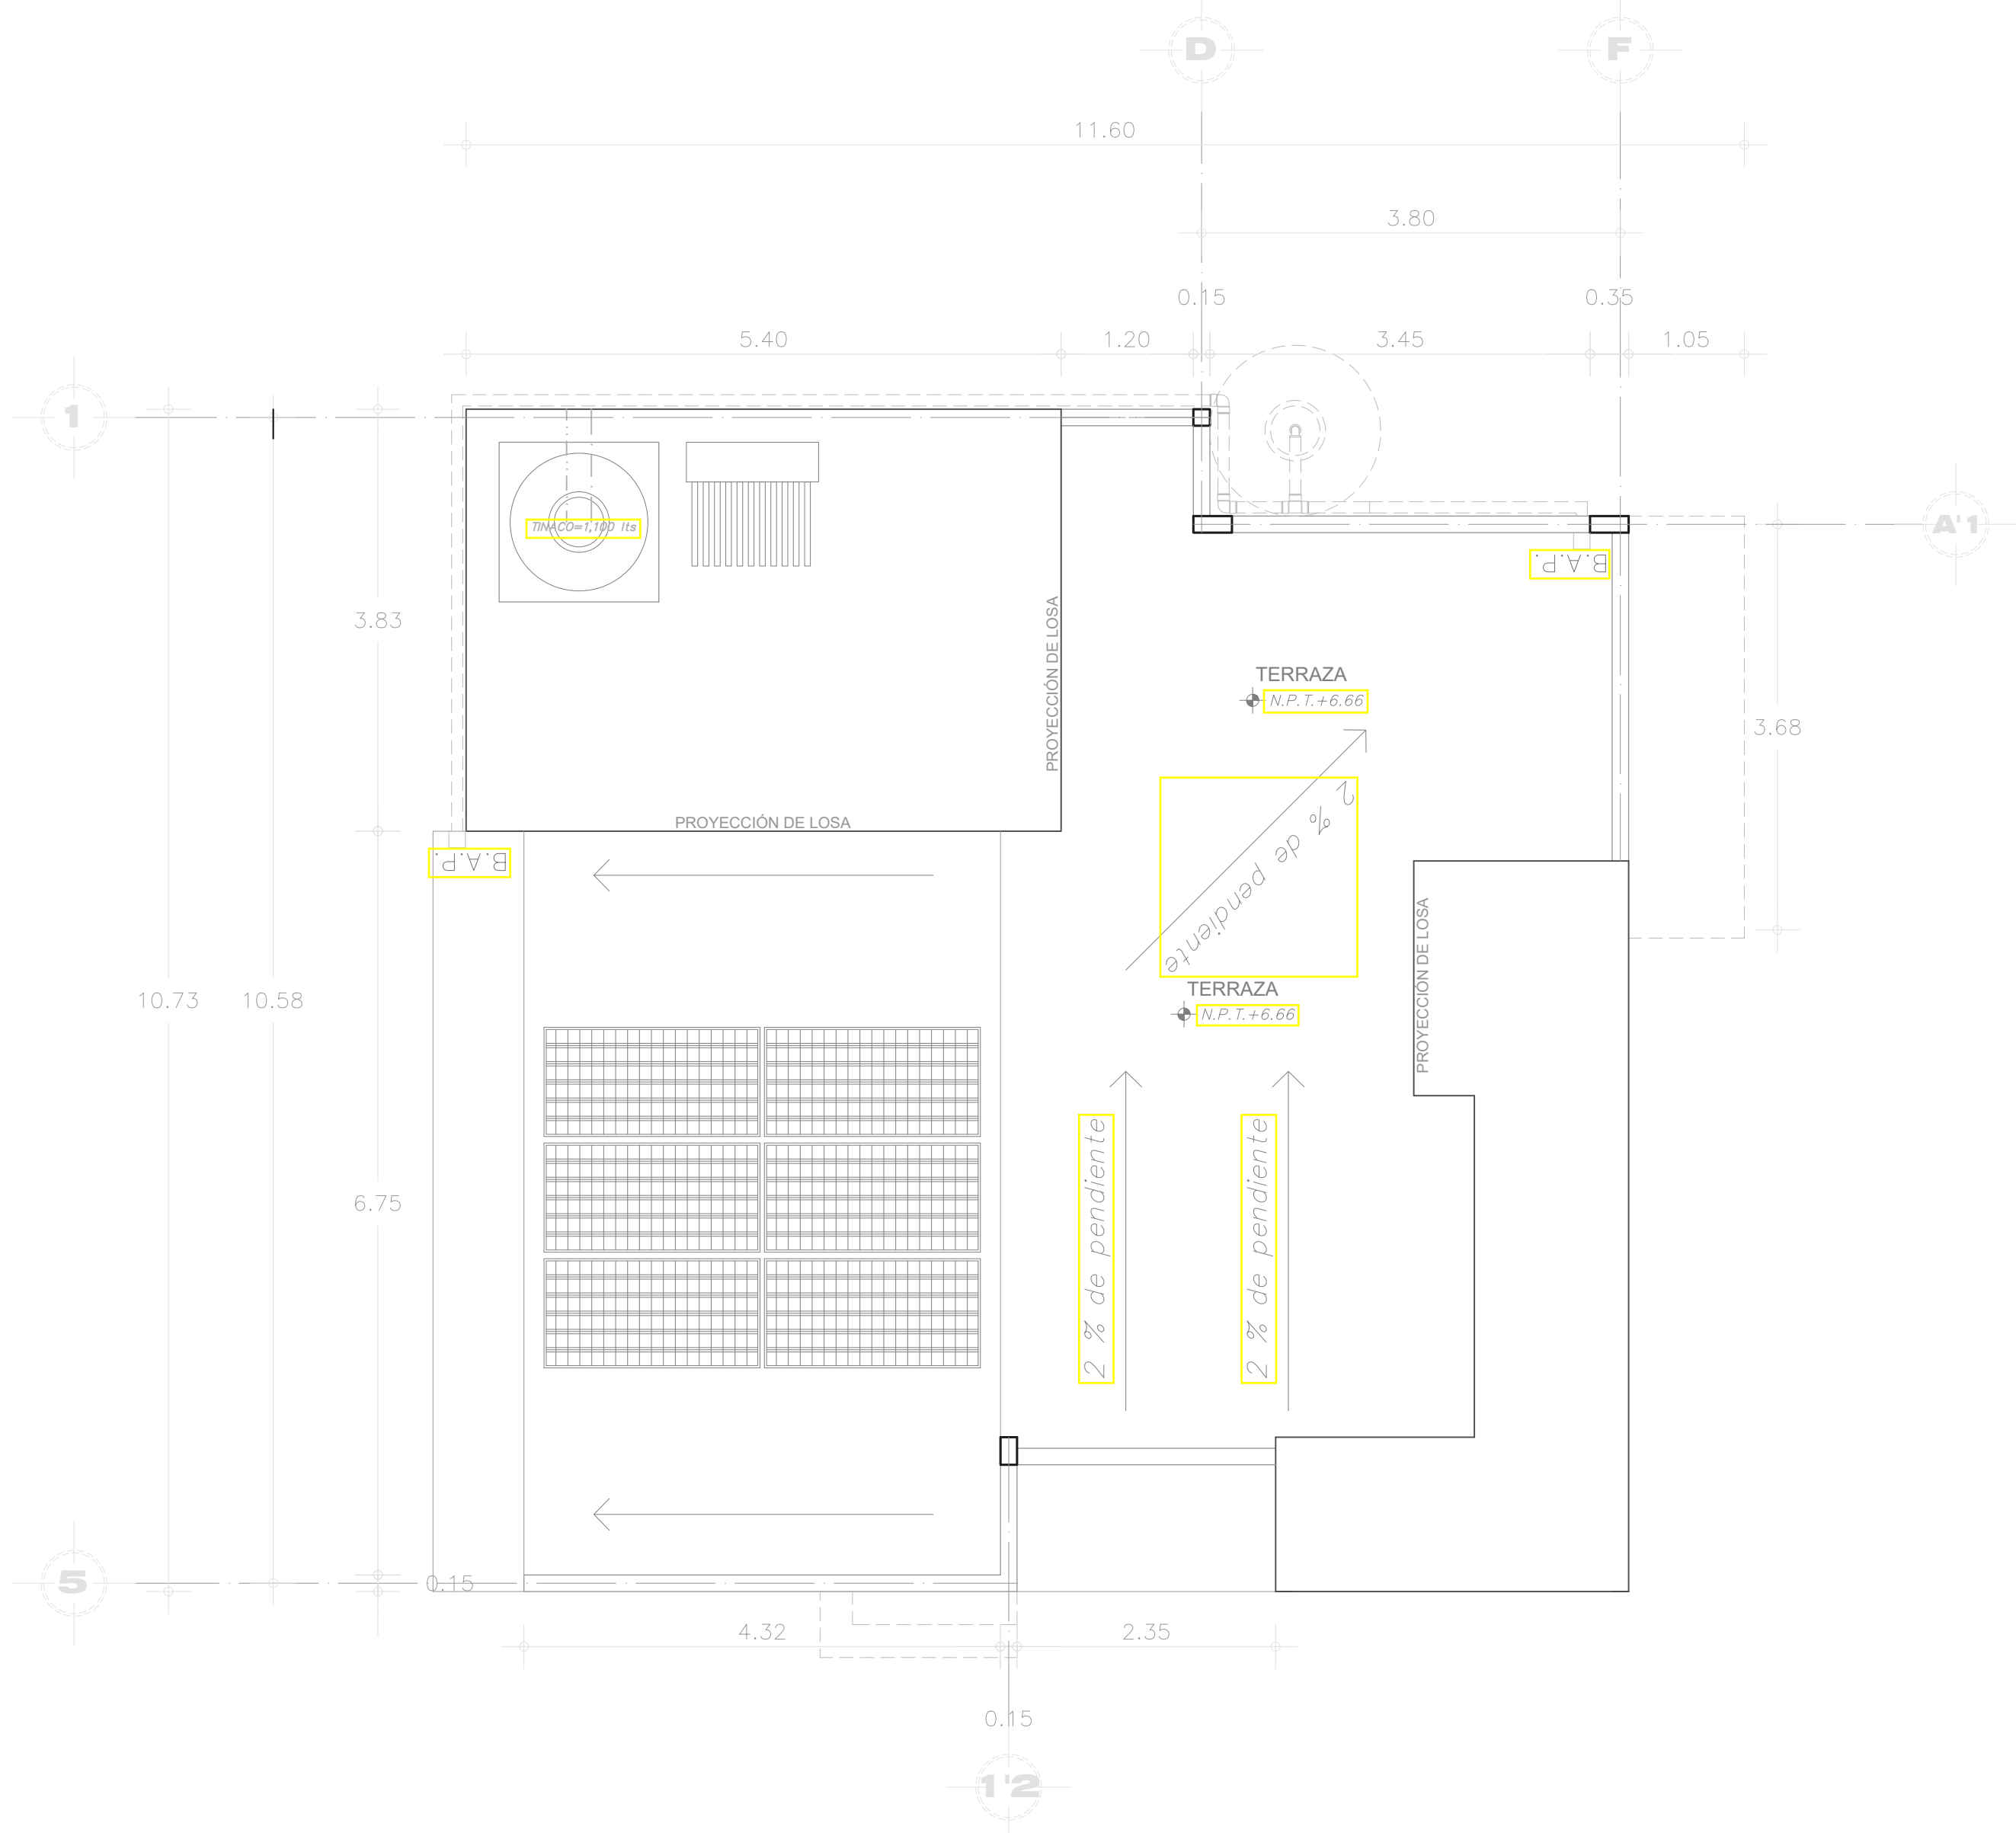 D
F
11.60
3.80
0.15
0.35
5.40
1.20
3.45
1.05
1
A'1
TINACO=1,100 lts
B.A.P.
3.83
PROYECCIÓN DE LOSA
TERRAZA
N.P.T.+6.66
3.68
2 % de pendiente
PROYECCIÓN DE LOSA
B.A.P.
PROYECCIÓN DE LOSA
TERRAZA
N.P.T.+6.66
10.73
10.58
6.75
2 % de pendiente
2 % de pendiente
5
0.15
4.32
2.35
0.15
1'2